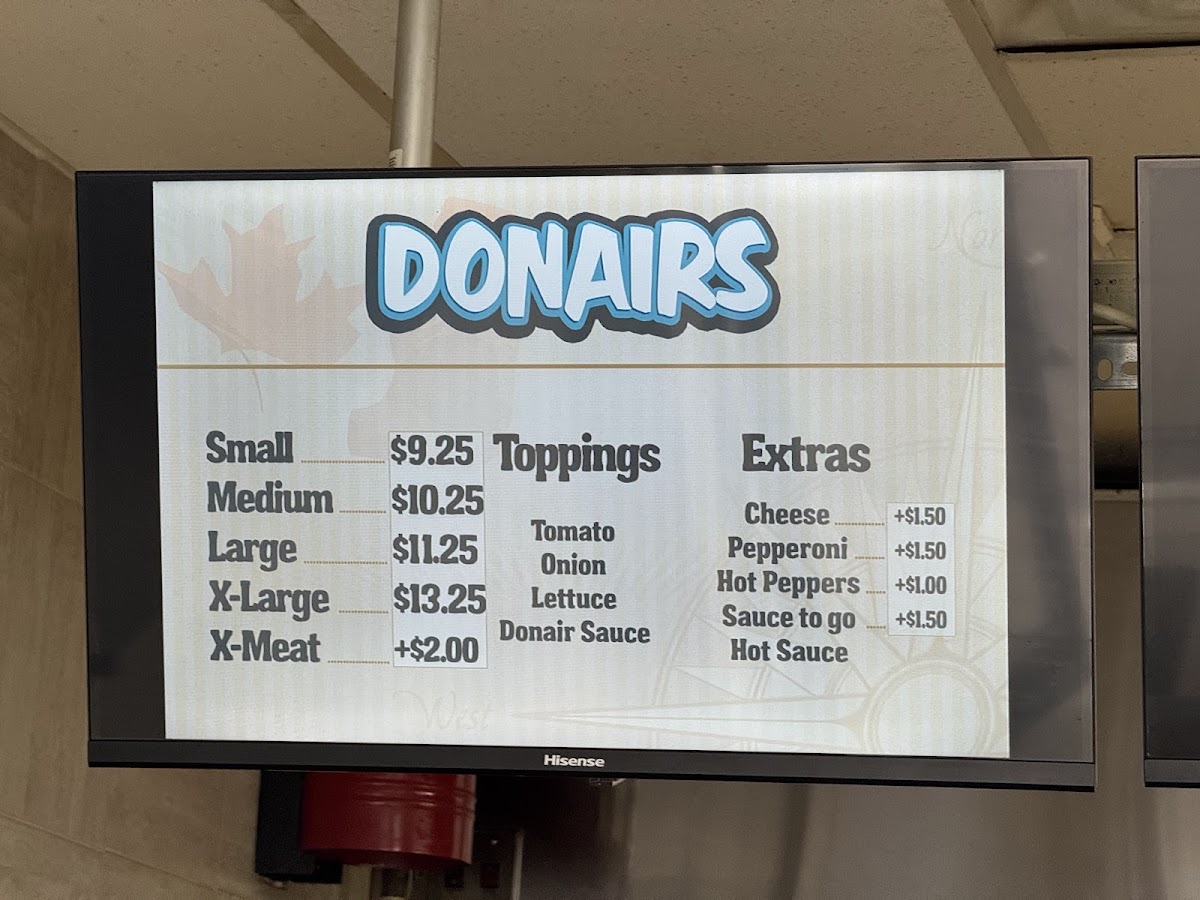 DONAIRS
Small $9.25
Medium $10.25
Large $11.25
X-Large $13.25
X-Meat +$2.00
Toppings
Tomato
Onion
Lettuce
Donair Sauce
Extras
Cheese +$1.50
Pepperoni +$1.50
Hot Peppers +$1.00
Sauce to go +$1.50
Hot Sauce
West
Hisense